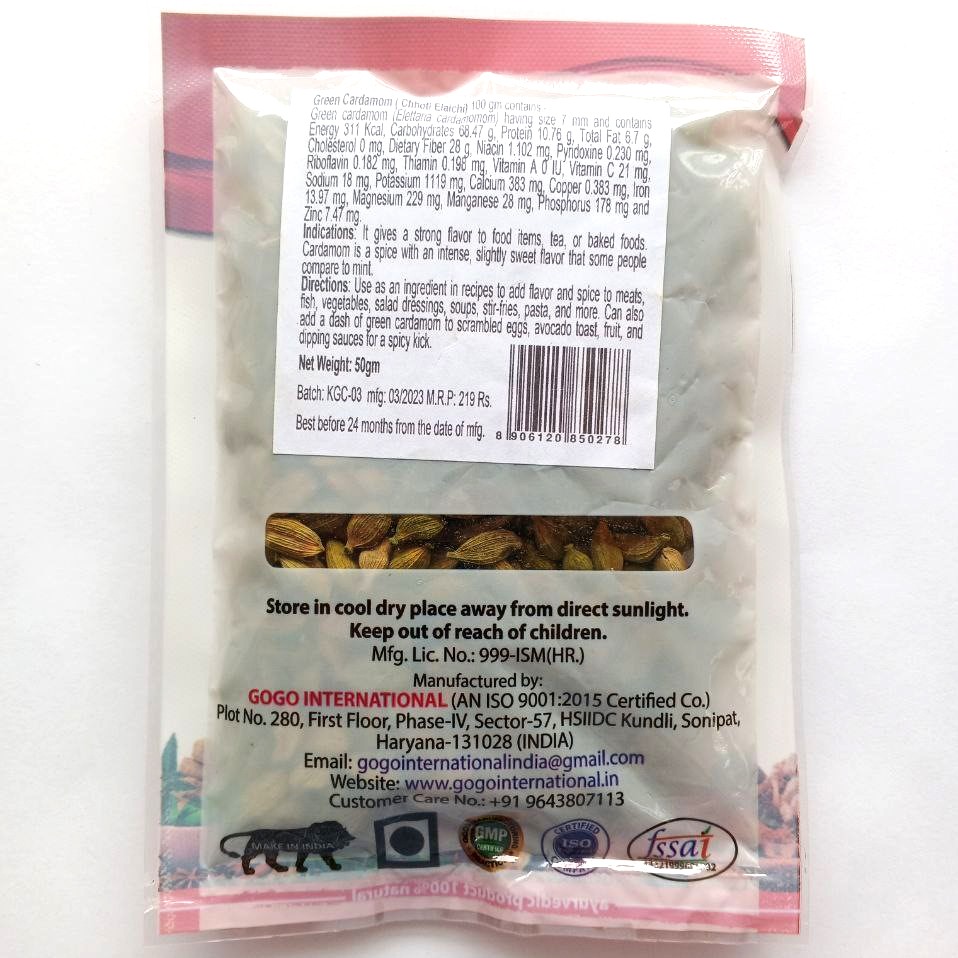 Green Cardamom ( Chhoti Elaichi) 100 gm contains -
Green cardamom (Elettaria cardamomom) having size 7 mm and contains
Energy 311 Kcal, Carbohydrates 68.47 g, Protein 10.76 g, Total Fat 6.7 g,
Cholesterol 0 mg, Dietary Fiber 28 g, Niacin 1.102 mg, Pyridoxine 0.230 mg,
Riboflavin 0.182 mg, Thiamin 0.198 mg, Vitamin A 0 IU, Vitamin C 21 mg,
Sodium 18 mg, Potassium 1119 mg, Calcium 383 mg, Copper 0.383 mg, Iron
13.97 mg, Magnesium 229 mg, Manganese 28 mg, Phosphorus 178 mg and
Zinc 7.47 mg.
Indications: It gives a strong flavor to food items, tea, or baked foods.
Cardamom is a spice with an intense, slightly sweet flavor that some people
compare to mint.
Directions: Use as an ingredient in recipes to add flavor and spice to meats,
fish, vegetables, salad dressings, soups, stir-fries, pasta, and more. Can also
add a dash of green cardamom to scrambled eggs, avocado toast, fruit, and
dipping sauces for a spicy kick.
Net Weight: 50gm
Batch: KGC-03 mfg: 03/2023 M.R.P: 219 Rs.
Best before 24 months from the date of mfg.
8 906120 850278
Store in cool dry place away from direct sunlight.
Keep out of reach of children.
Mfg. Lic. No.: 999-ISM(HR.)
Manufactured by:
GOGO INTERNATIONAL (AN ISO 9001:2015 Certified Co.)
Plot No. 280, First Floor, Phase-IV, Sector-57, HSIIDC Kundli, Sonipat,
Haryana-131028 (INDIA)
Email: gogointernationalindia@gmail.com
Website: www.gogointernational.in
Customer Care No.: +91 9643807113
MAKE IN INDIA
GMP
CERTIFIED
CERTIFIED
ISO
fssai
ayurvedic product 100% natural